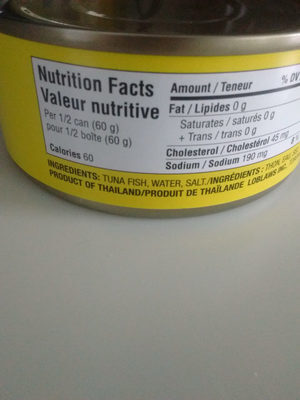 Nutrition Facts
Valeur nutritive
Per 1/2 can (60 g)
pour 1/2 boîte (60 g)
Calories 60
Amount / Teneur % DV
Fat / Lipides 0 g
Saturates / saturés 0 g
+ Trans / trans 0 g
Cholesterol / Cholestérol 45 mg
Sodium / Sodium 190 mg
INGREDIENTS: TUNA FISH, WATER, SALT./INGRÉDIENTS : THON, EAU,
PRODUCT OF THAILAND/PRODUIT DE THAÏLANDE LOBLAWS INC.